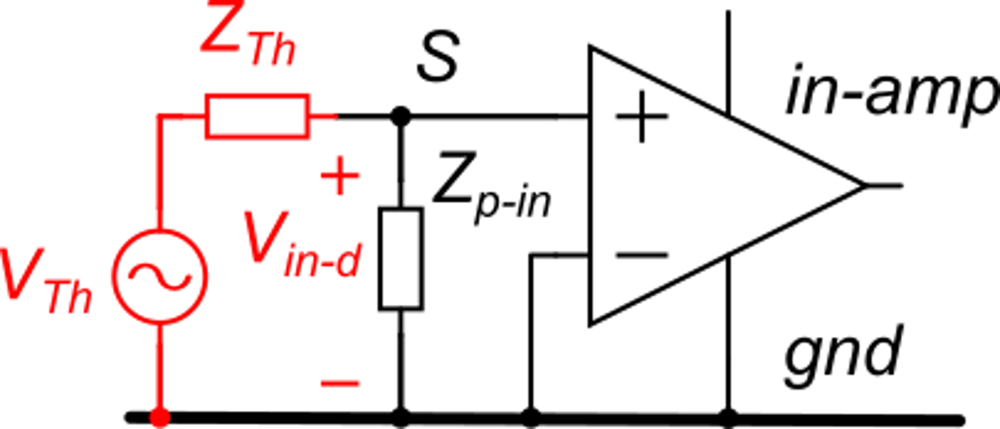 Z_Th
S
in-amp
+
+
Z_p-in
V_in-d
V_Th
−
gnd
−